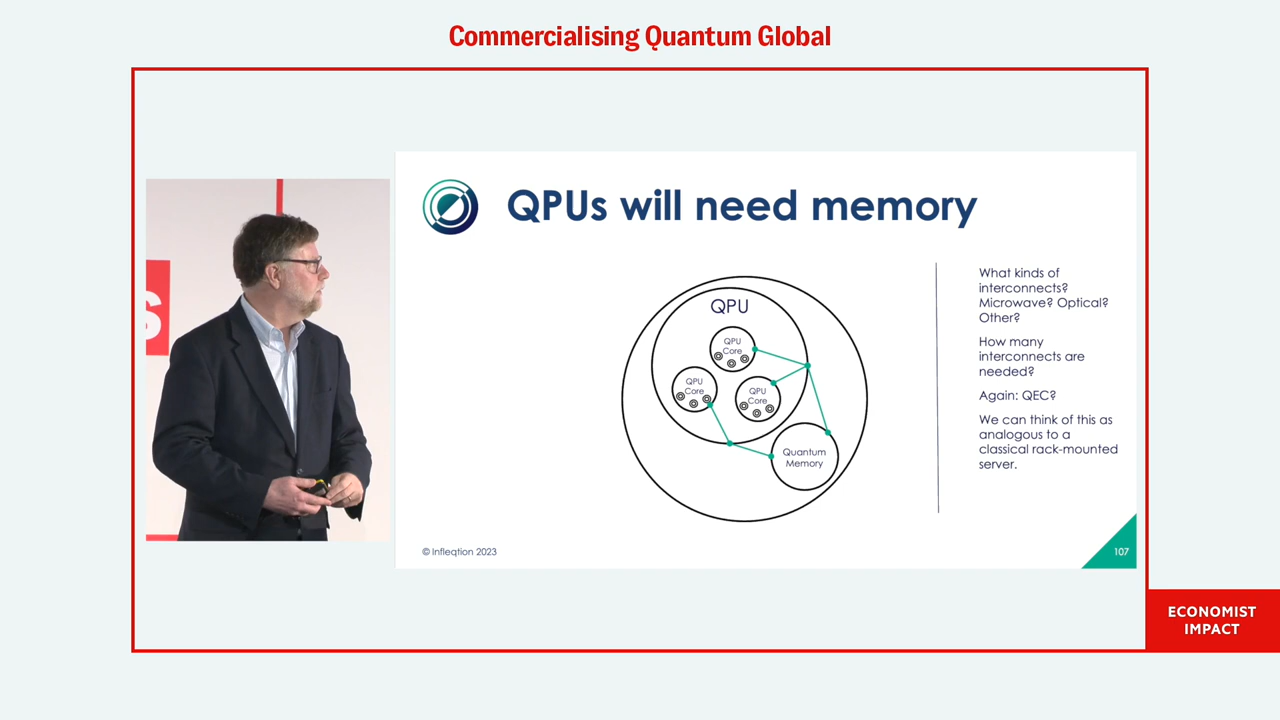 Commercialising Quantum Global
S
QPUs will need memory
QPU
QPU
Core
QPU
Core
QPU
Core
Quantum
Memory
What kinds of
interconnects?
Microwave? Optical?
Other?
How many
interconnects are
needed?
Again: QEC?
We can think of this as
analogous to a
classical rack-mounted
server.
© Infleqtion 2023
107
ECONOMIST
IMPACT